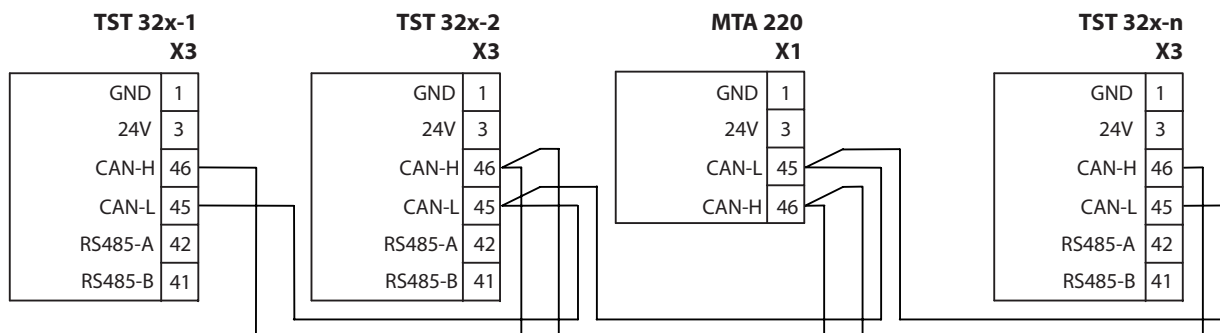 TST 32x-1
X3
GND 1
24V 3
CAN-H 46
CAN-L 45
RS485-A 42
RS485-B 41
TST 32x-2
X3
GND 1
24V 3
CAN-H 46
CAN-L 45
RS485-A 42
RS485-B 41
MTA 220
X1
GND 1
24V 3
CAN-L 45
CAN-H 46
TST 32x-n
X3
GND 1
24V 3
CAN-H 46
CAN-L 45
RS485-A 42
RS485-B 41